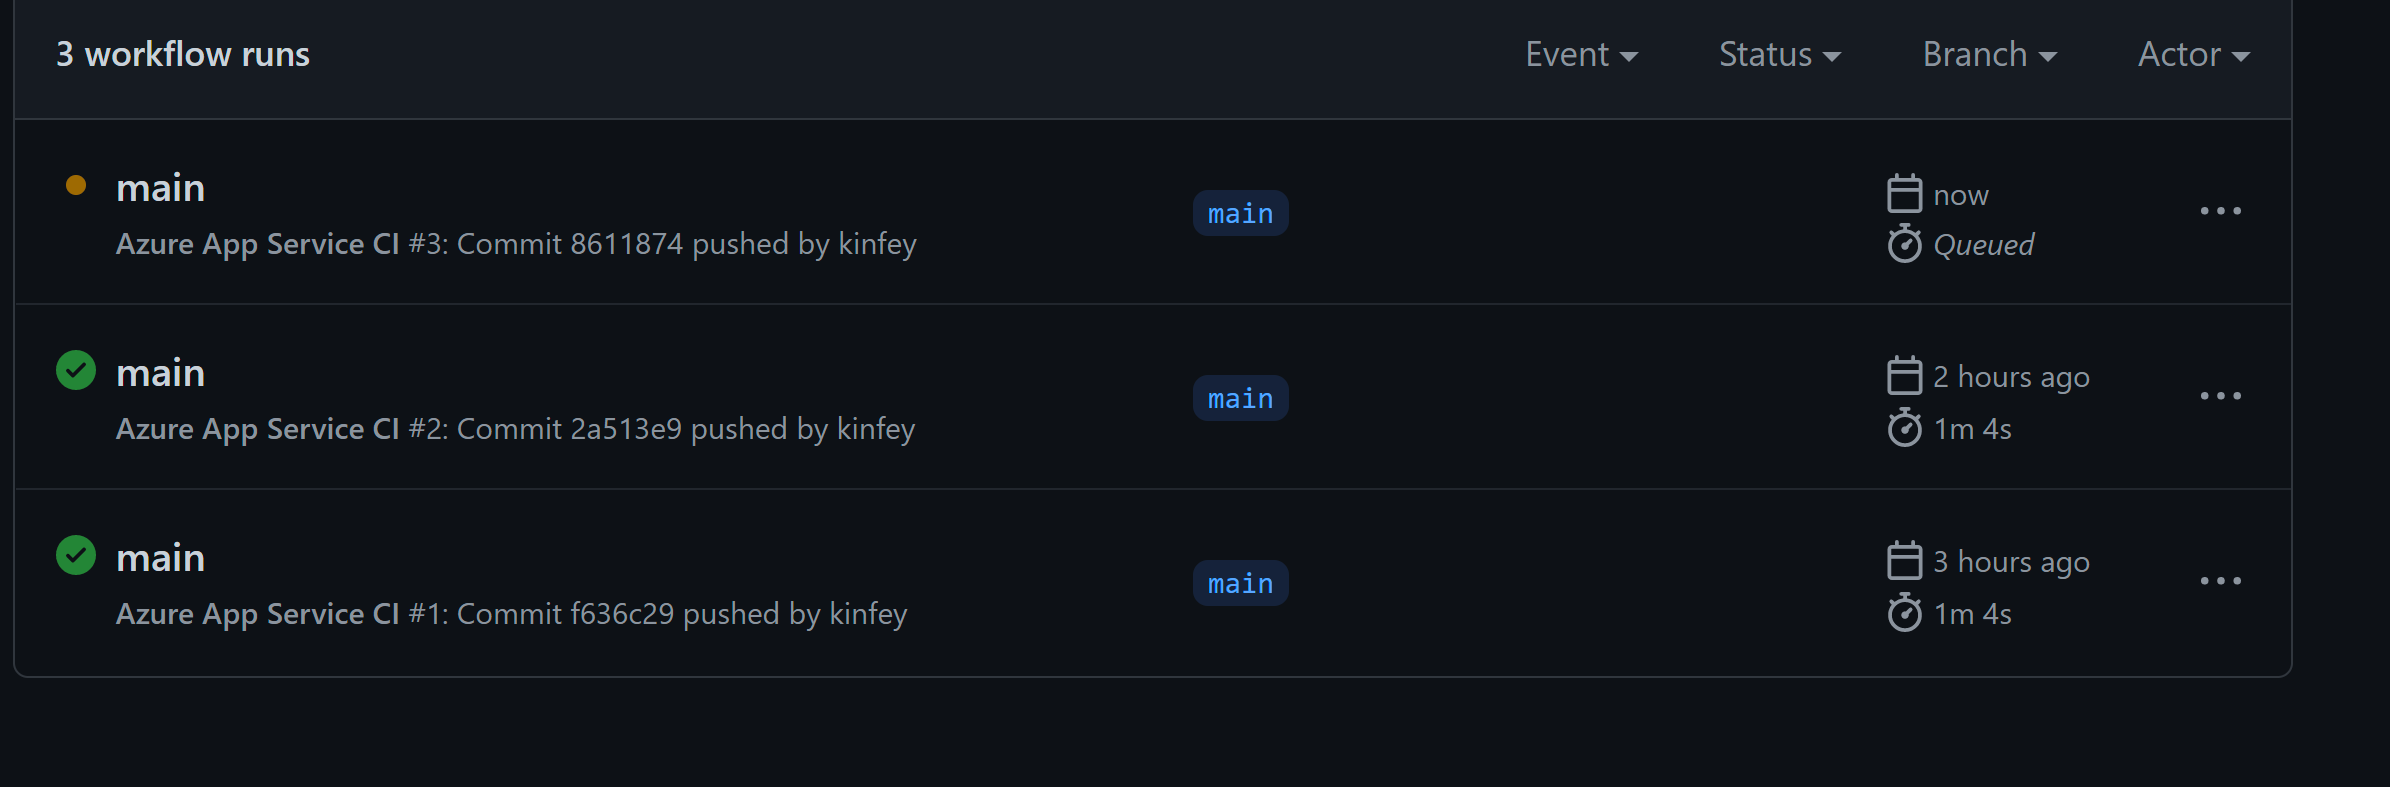 3 workflow runs
Event
Status
Branch
Actor
main
Azure App Service CI #3: Commit 8611874 pushed by kinfey
main
now
Queued
main
Azure App Service CI #2: Commit 2a513e9 pushed by kinfey
main
2 hours ago
1m 4s
main
Azure App Service CI #1: Commit f636c29 pushed by kinfey
main
3 hours ago
1m 4s